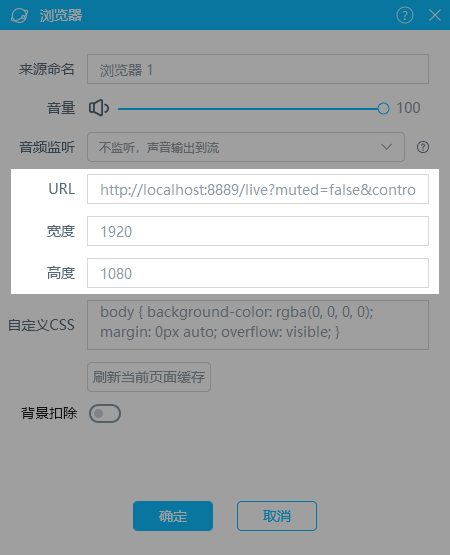 浏览器
来源命名 浏览器 1
音量 100
音频监听 不监听，声音输出到流
URL http://localhost:8889/live?muted=false&contro
宽度 1920
高度 1080
自定义CSS body { background-color: rgba(0, 0, 0, 0);
margin: 0px auto; overflow: visible; }
刷新当前页面缓存
背景扣除
确定 取消